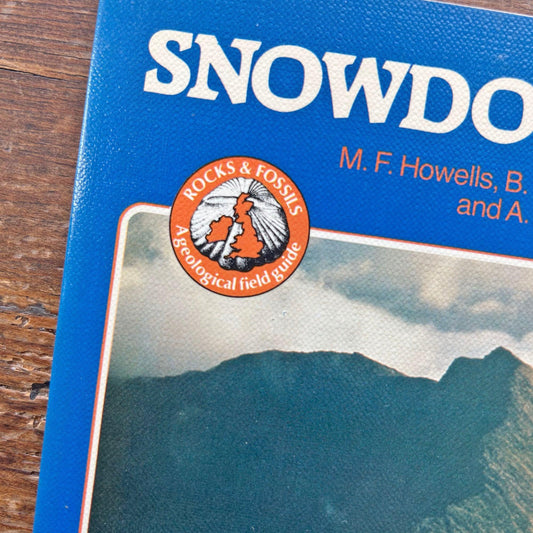 SNOWDO
M. F. Howells, B.
and A.
ROCKS & FOSSILS
A geological field guide